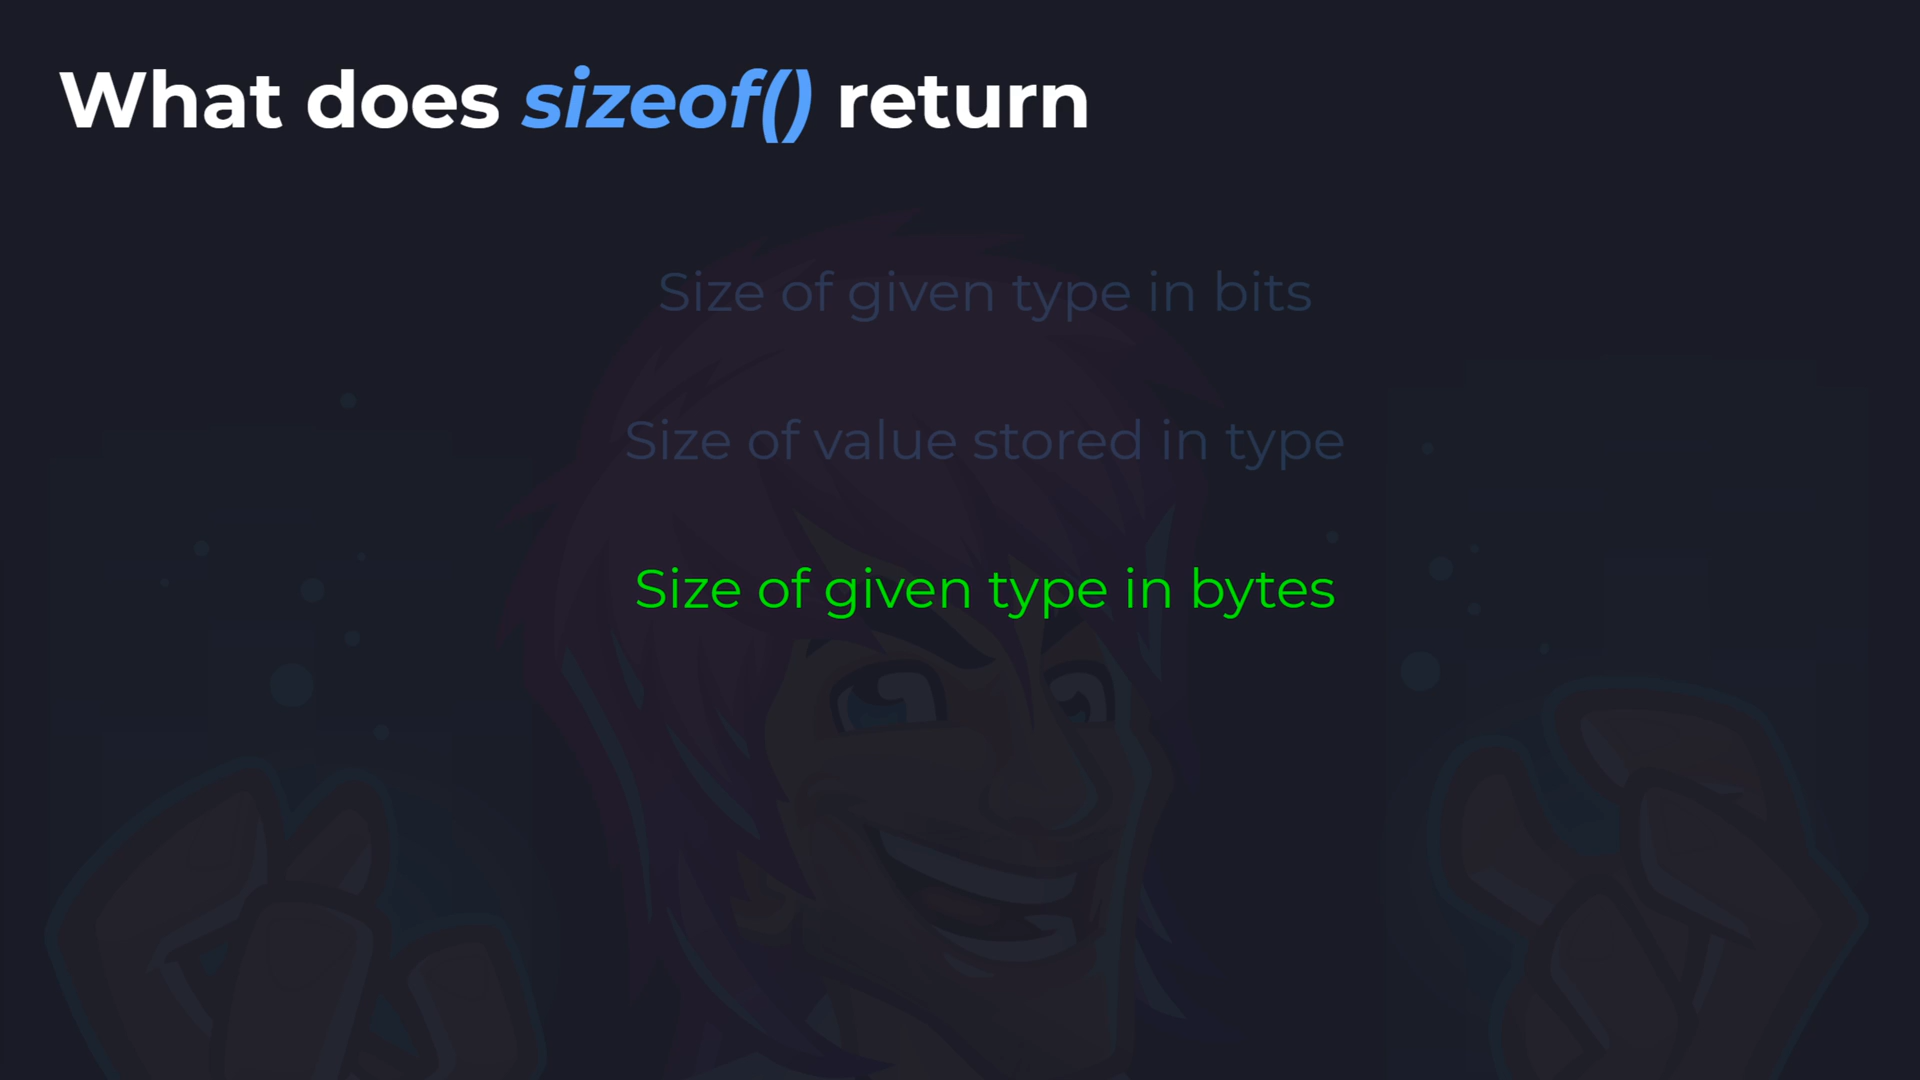 What does sizeof() return
Size of given type in bits
Size of value stored in type
Size of given type in bytes